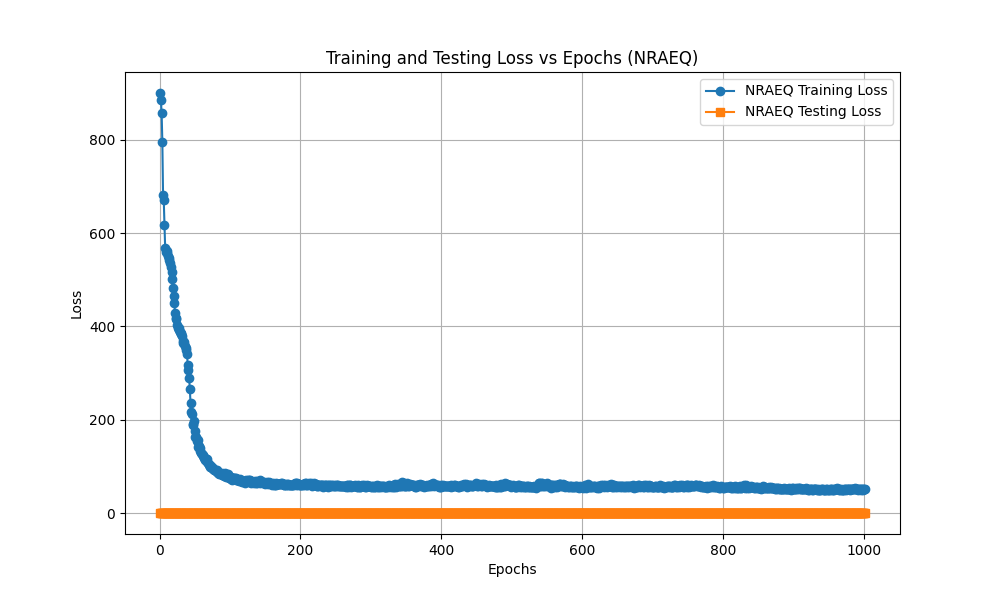 Training and Testing Loss vs Epochs (NRAEQ)
NRAEQ Training Loss
NRAEQ Testing Loss
800
600
400
200
0
Loss
0 200 400 600 800 1000
Epochs